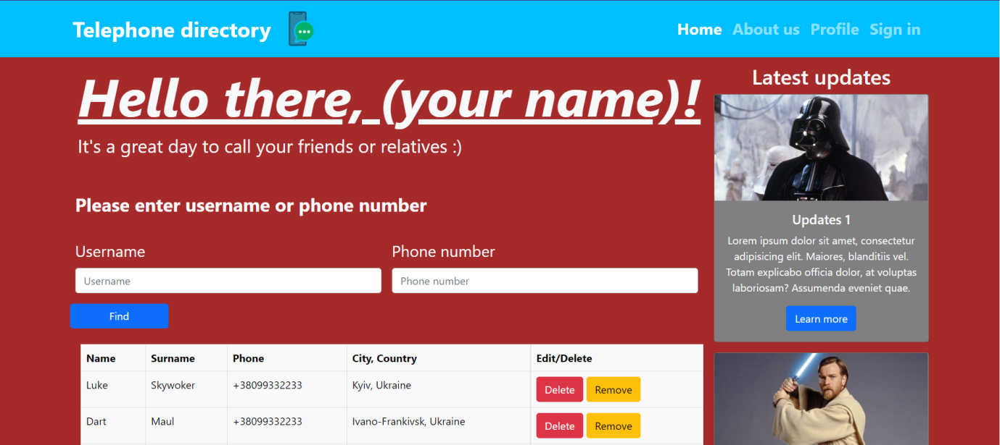 Telephone directory
Home About us Profile Sign in
Hello there, (your name)!
It's a great day to call your friends or relatives :)
Please enter username or phone number
Username Phone number
Username Phone number
Find
Name Surname Phone City, Country Edit/Delete
Luke Skywoker +38099332233 Kyiv, Ukraine Delete Remove
Dart Maul +38099332233 Ivano-Frankivsk, Ukraine Delete Remove
Latest updates
Updates 1
Lorem ipsum dolor sit amet, consectetur
adipisicing elit. Maiores, blanditiis vel.
Totam explicabo officia dolor, at voluptas
laboriosam? Assumenda eveniet quae.
Learn more